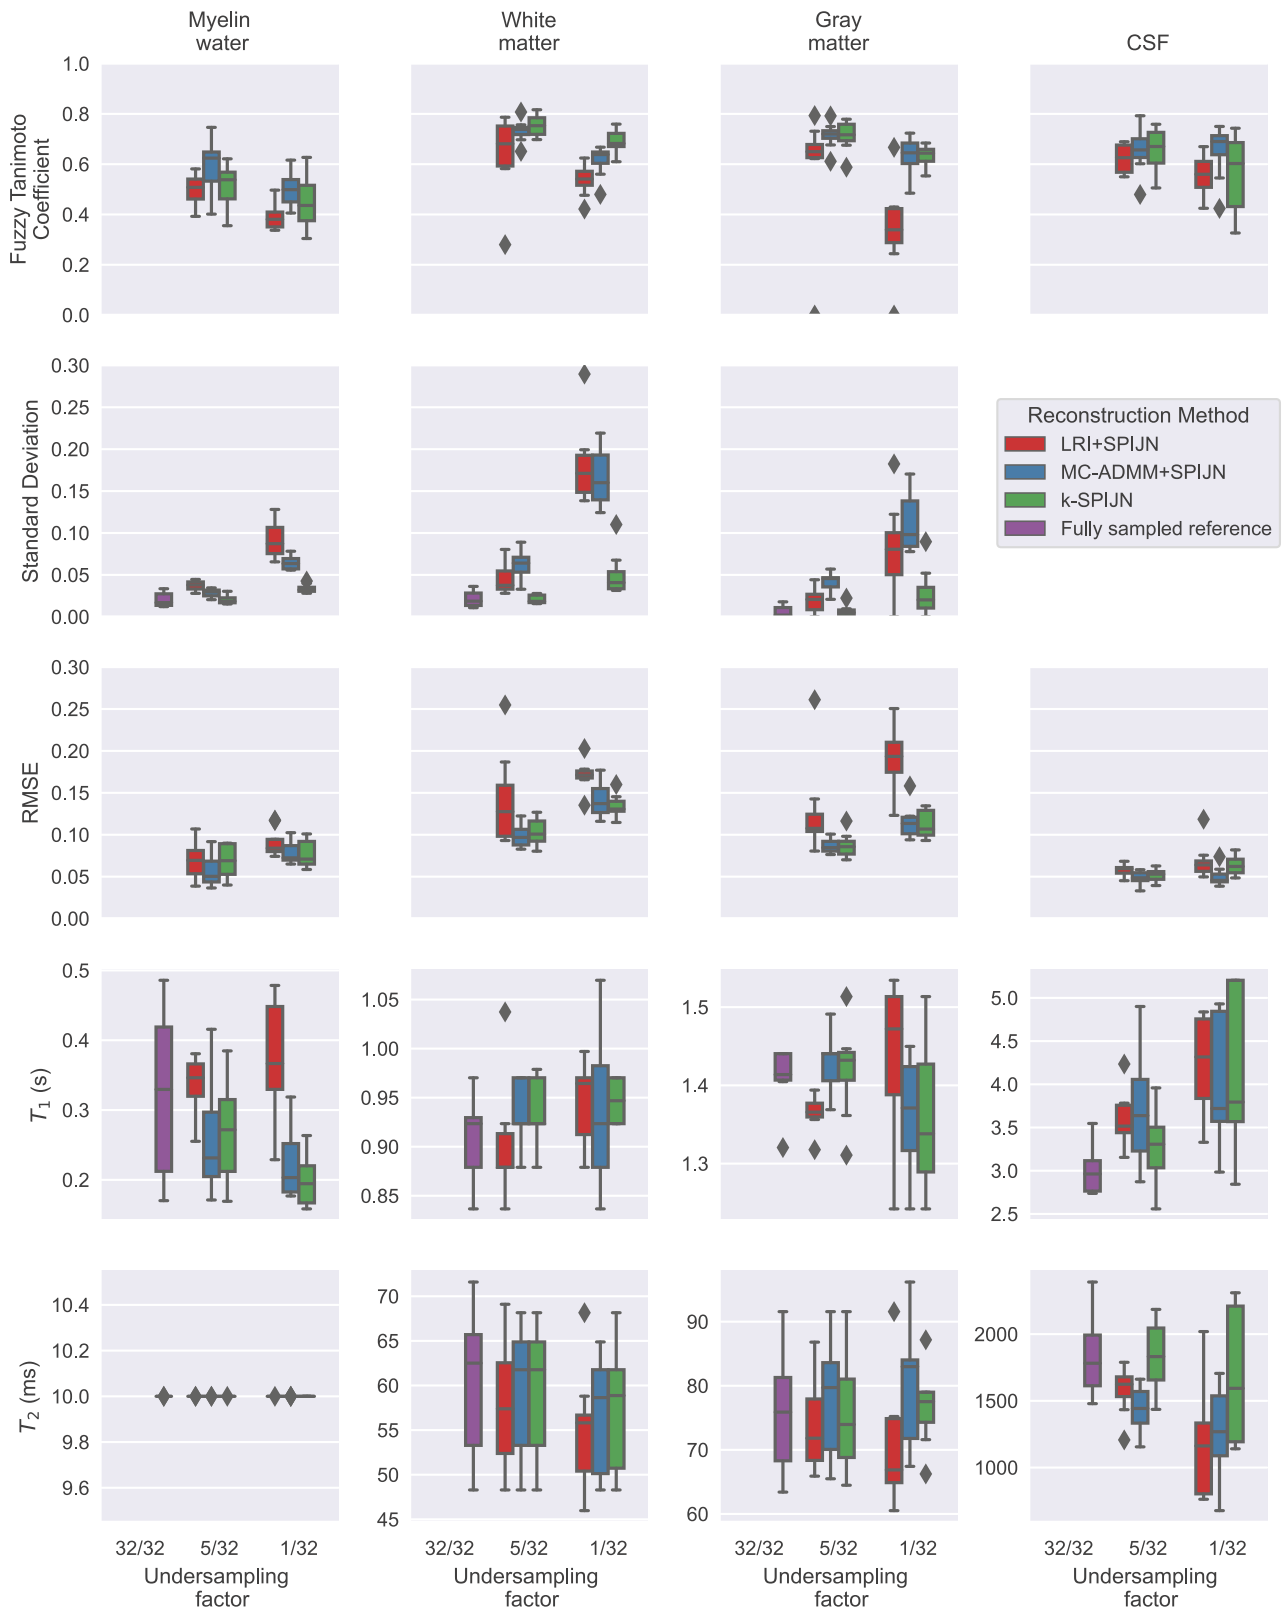 Myelin water
White matter
Gray matter
CSF
Fuzzy Tanimoto
Coefficient
1.0
0.8
0.6
0.4
0.2
0.0
Standard Deviation
0.30
0.25
0.20
0.15
0.10
0.05
0.00
Reconstruction Method
LRI+SPIJN
MC-ADMM+SPIJN
k-SPIJN
Fully sampled reference
RMSE
0.30
0.25
0.20
0.15
0.10
0.05
0.00
T1 (s)
0.5
0.4
0.3
0.2
1.05
1.00
0.95
0.90
0.85
1.5
1.4
1.3
5.0
4.5
4.0
3.5
3.0
2.5
T2 (ms)
10.4
10.2
10.0
9.8
9.6
70
65
60
55
50
45
90
80
70
60
2000
1500
1000
32/32 5/32 1/32
32/32 5/32 1/32
32/32 5/32 1/32
32/32 5/32 1/32
Undersampling
factor
Undersampling
factor
Undersampling
factor
Undersampling
factor